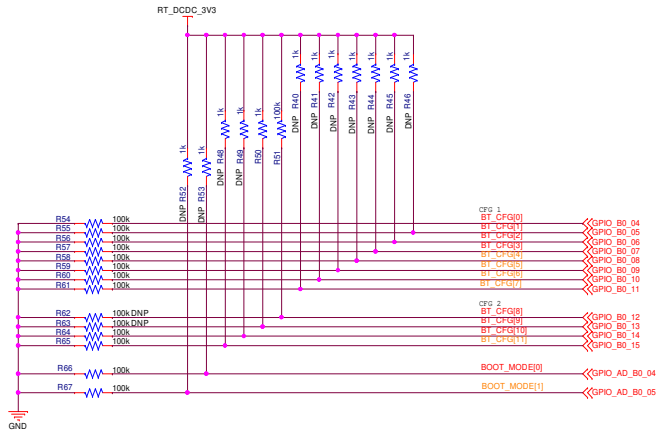 RT_DCDC_3V3
1k 1k 1k 1k 1k 1k 1k
DNP R40 DNP R41 DNP R42 DNP R43 DNP R44 DNP R45 R46
1k 1k 1k 100k
DNP R48 DNP R49 R50 R51
1k 1k
DNP R52 DNP R53
CFG 1
R54 100k BT_CFG[0] GPIO_B0_04
R55 100k BT_CFG[1] GPIO_B0_05
R56 100k BT_CFG[2] GPIO_B0_06
R57 100k BT_CFG[3] GPIO_B0_07
R58 100k BT_CFG[4] GPIO_B0_08
R59 100k BT_CFG[5] GPIO_B0_09
R60 100k BT_CFG[6] GPIO_B0_10
R61 100k BT_CFG[7] GPIO_B0_11
CFG 2
R62 100k DNP BT_CFG[8] GPIO_B0_12
R63 100k DNP BT_CFG[9] GPIO_B0_13
R64 100k BT_CFG[10] GPIO_B0_14
R65 100k BT_CFG[11] GPIO_B0_15
R66 100k BOOT_MODE[0] GPIO_AD_B0_04
R67 100k BOOT_MODE[1] GPIO_AD_B0_05
GND